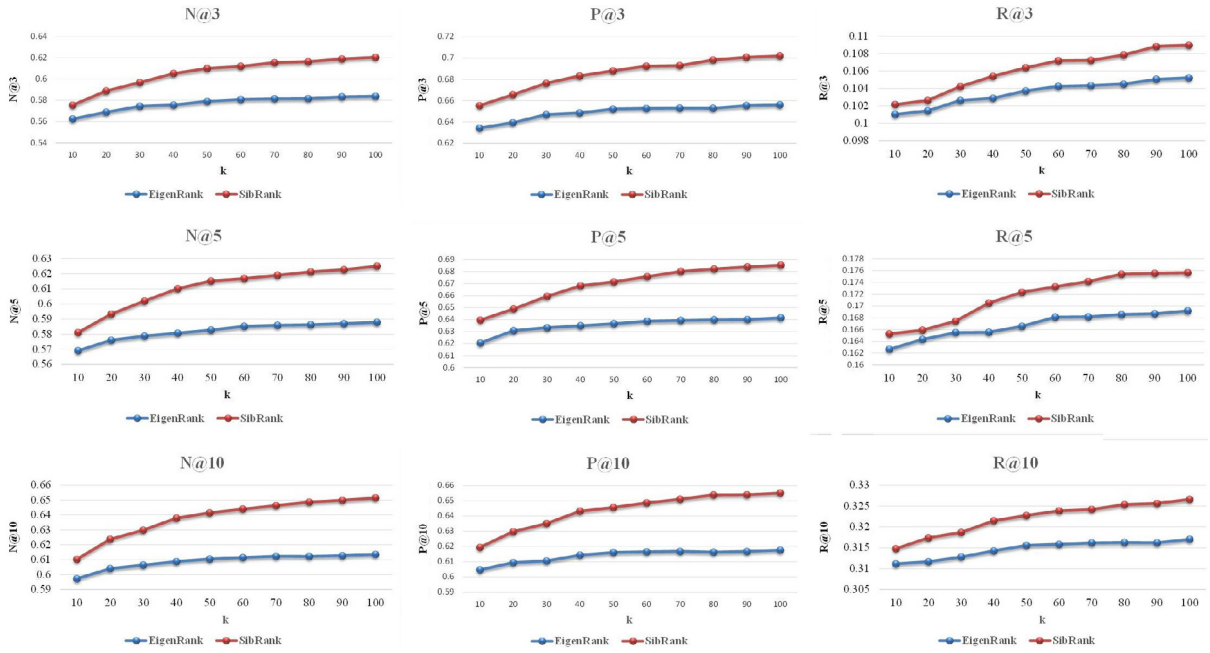 N@3
N@3
0.64
0.62
0.6
0.58
0.56
0.54
10 20 30 40 50 60 70 80 90 100
k
EigenRank SibRank
P@3
P@3
0.72
0.7
0.68
0.66
0.64
0.62
10 20 30 40 50 60 70 80 90 100
k
EigenRank SibRank
R@3
R@3
0.11
0.108
0.106
0.104
0.102
0.1
0.098
10 20 30 40 50 60 70 80 90 100
k
EigenRank SibRank
N@5
N@5
0.63
0.62
0.61
0.6
0.59
0.58
0.57
0.56
10 20 30 40 50 60 70 80 90 100
k
EigenRank SibRank
P@5
P@5
0.69
0.68
0.67
0.66
0.65
0.64
0.63
0.62
0.61
0.6
10 20 30 40 50 60 70 80 90 100
k
EigenRank SibRank
R@5
R@5
0.178
0.176
0.174
0.172
0.17
0.168
0.166
0.164
0.162
0.16
10 20 30 40 50 60 70 80 90 100
k
EigenRank SibRank
N@10
N@10
0.66
0.65
0.64
0.63
0.62
0.61
0.6
0.59
10 20 30 40 50 60 70 80 90 100
k
EigenRank SibRank
P@10
P@10
0.66
0.65
0.64
0.63
0.62
0.61
0.6
0.59
10 20 30 40 50 60 70 80 90 100
k
EigenRank SibRank
R@10
R@10
0.33
0.325
0.32
0.315
0.31
0.305
10 20 30 40 50 60 70 80 90 100
k
EigenRank SibRank